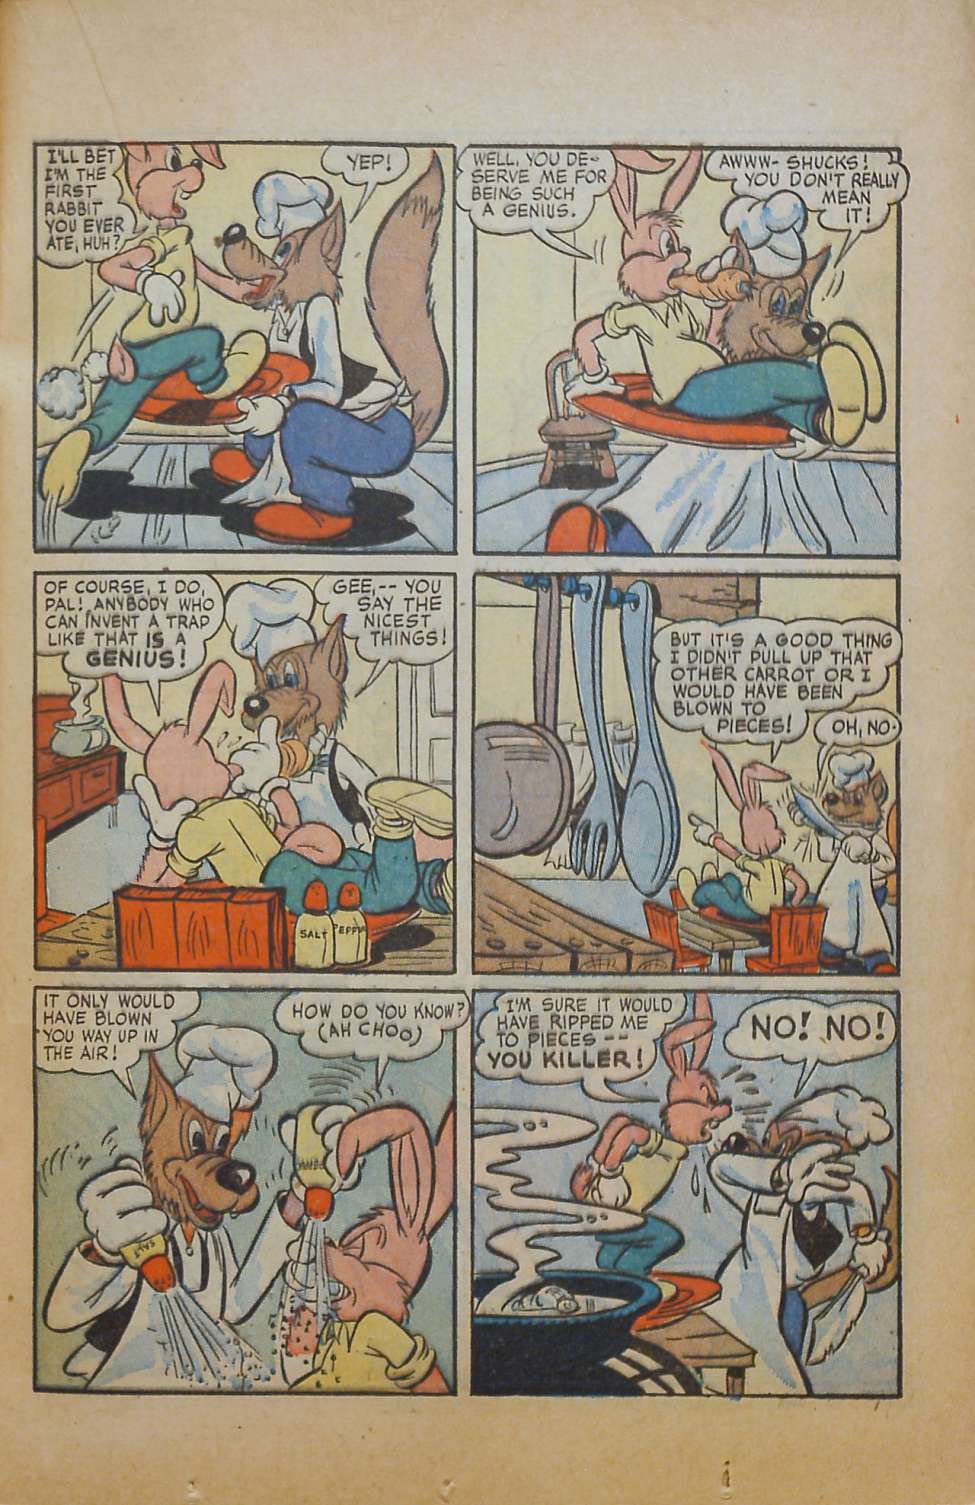 I'LL BET
I'M THE
FIRST
RABBIT
YOU EVER
ATE, HUH?
YEP!
WELL, YOU DE-
SERVE ME FOR
BEING SUCH
A GENIUS.
AWWW- SHUCKS!
YOU DON'T REALLY
MEAN
IT!
OF COURSE, I DO,
PAL! ANYBODY WHO
CAN INVENT A TRAP
LIKE THAT IS A
GENIUS!
GEE,-- YOU
SAY THE
NICEST
THINGS!
SALT
PEPPER
BUT IT'S A GOOD THING
I DIDN'T PULL UP THAT
OTHER CARROT OR I
WOULD HAVE BEEN
BLOWN TO
PIECES!
OH, NO-
IT ONLY WOULD
HAVE BLOWN
YOU WAY UP IN
THE AIR!
HOW DO YOU KNOW?
(AH CHOO)
SALT
PEPPER
I'M SURE IT WOULD
HAVE RIPPED ME
TO PIECES --
YOU KILLER!
NO! NO!